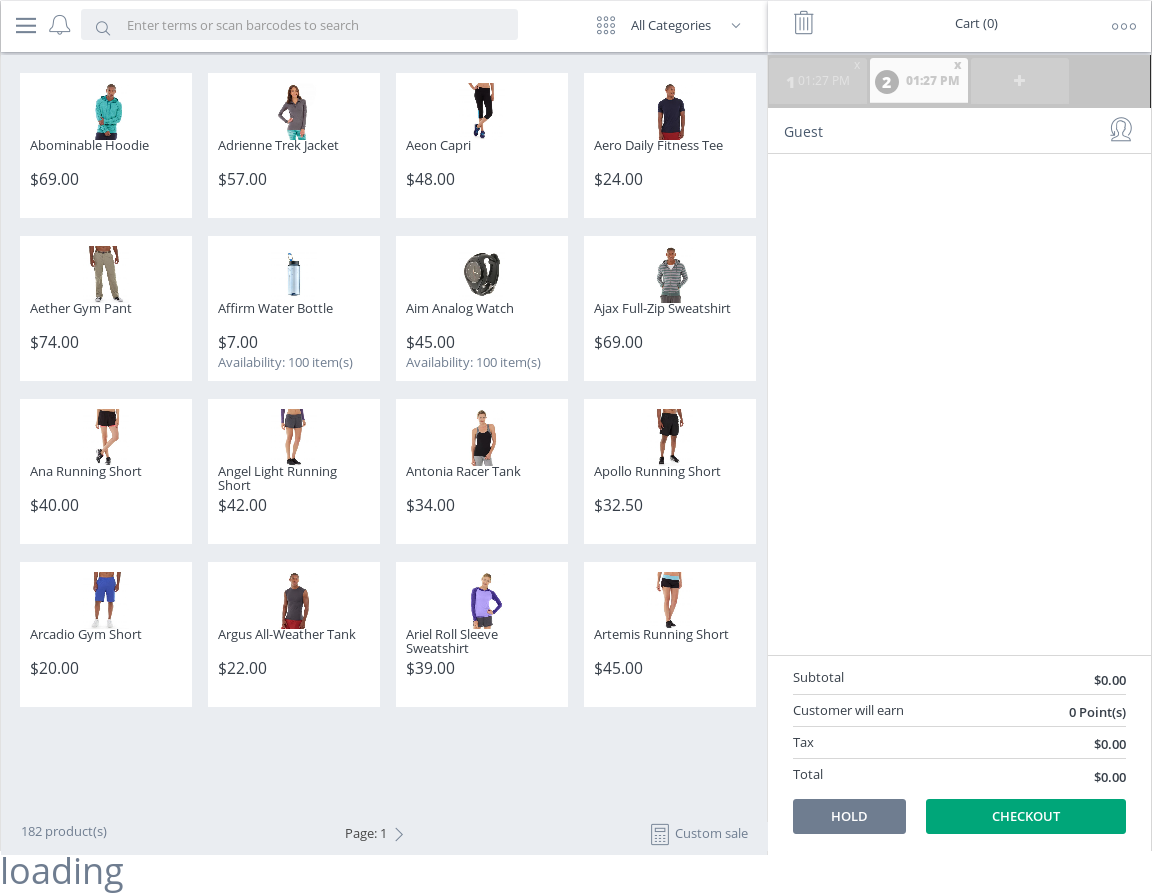 Enter terms or scan barcodes to search
All Categories
Cart (0)
1 01:27 PM x
2 01:27 PM x
+
Guest
Abominable Hoodie
$69.00
Adrienne Trek Jacket
$57.00
Aeon Capri
$48.00
Aero Daily Fitness Tee
$24.00
Aether Gym Pant
$74.00
Affirm Water Bottle
$7.00
Availability: 100 item(s)
Aim Analog Watch
$45.00
Availability: 100 item(s)
Ajax Full-Zip Sweatshirt
$69.00
Ana Running Short
$40.00
Angel Light Running
Short
$42.00
Antonia Racer Tank
$34.00
Apollo Running Short
$32.50
Arcadio Gym Short
$20.00
Argus All-Weather Tank
$22.00
Ariel Roll Sleeve
Sweatshirt
$39.00
Artemis Running Short
$45.00
182 product(s)
Page: 1
Custom sale
Subtotal
$0.00
Customer will earn
0 Point(s)
Tax
$0.00
Total
$0.00
HOLD
CHECKOUT
loading